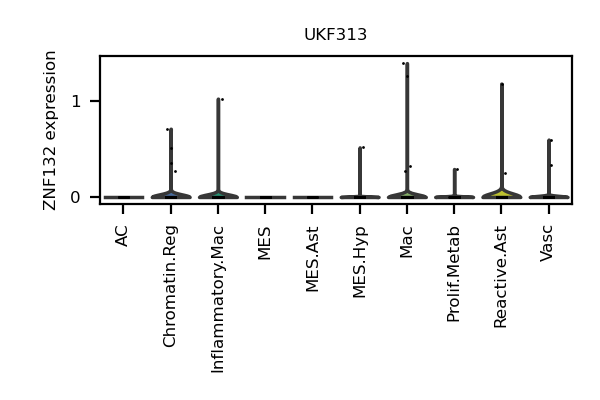 UKF313
ZNF132 expression
1
0
AC
Chromatin.Reg
Inflammatory.Mac
MES
MES.Ast
MES.Hyp
Mac
Prolif.Metab
Reactive.Ast
Vasc